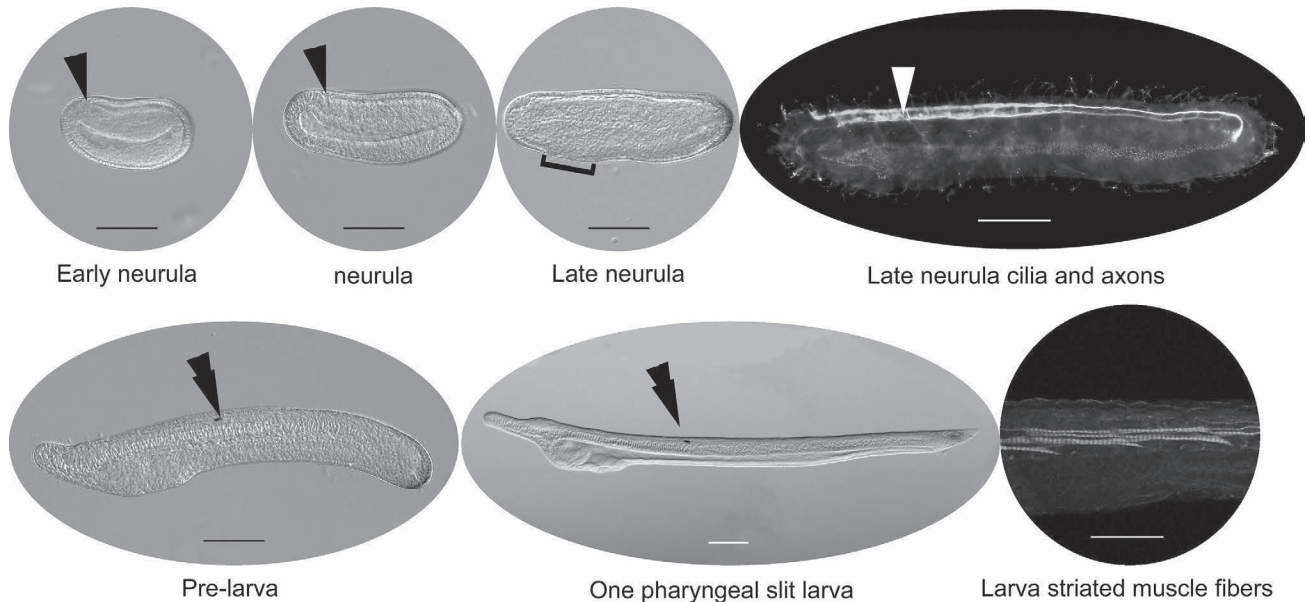 Early neurula
neurula
Late neurula
Late neurula cilia and axons
Pre-larva
One pharyngeal slit larva
Larva striated muscle fibers